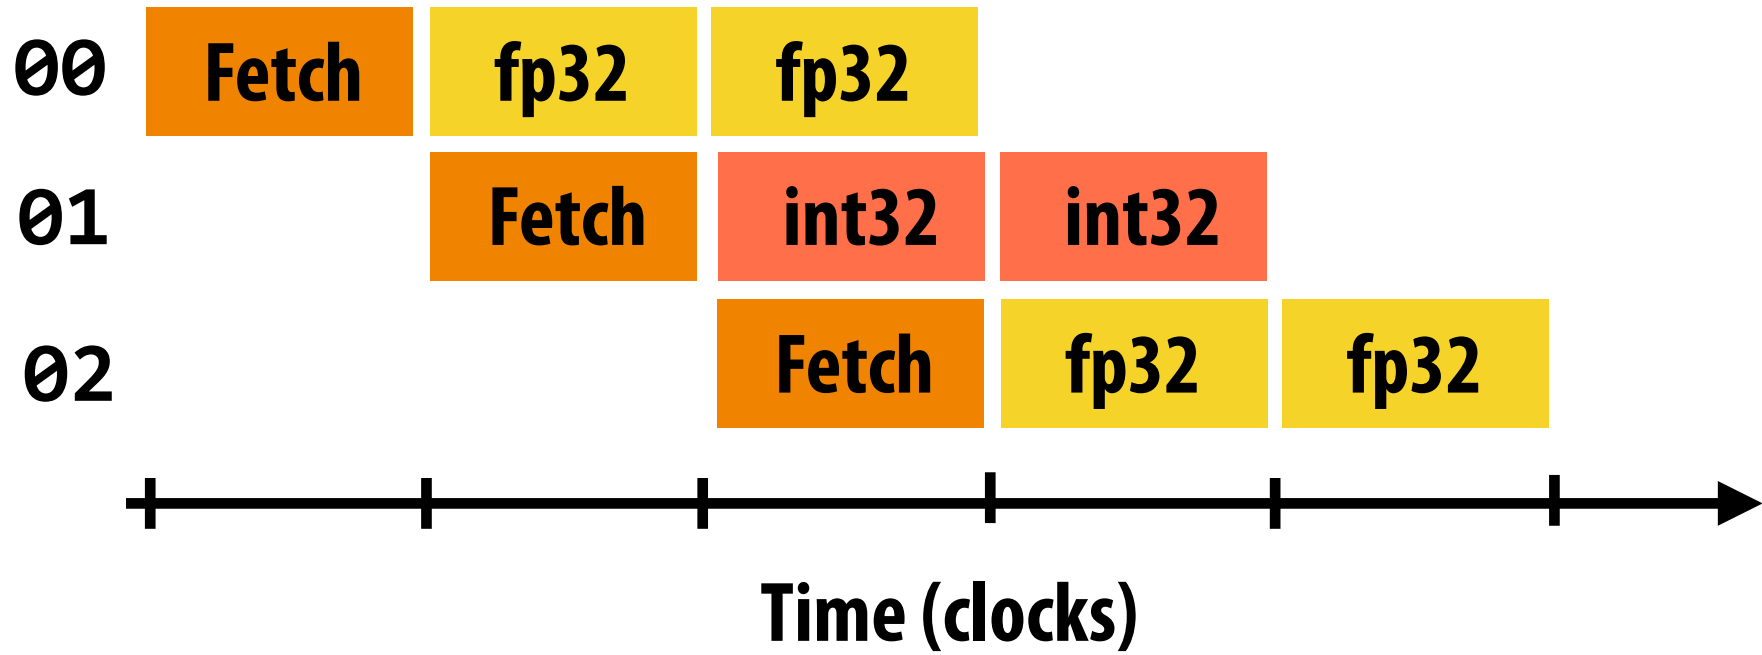 00 Fetch fp32 fp32
01 Fetch int32 int32
02 Fetch fp32 fp32
Time (clocks)